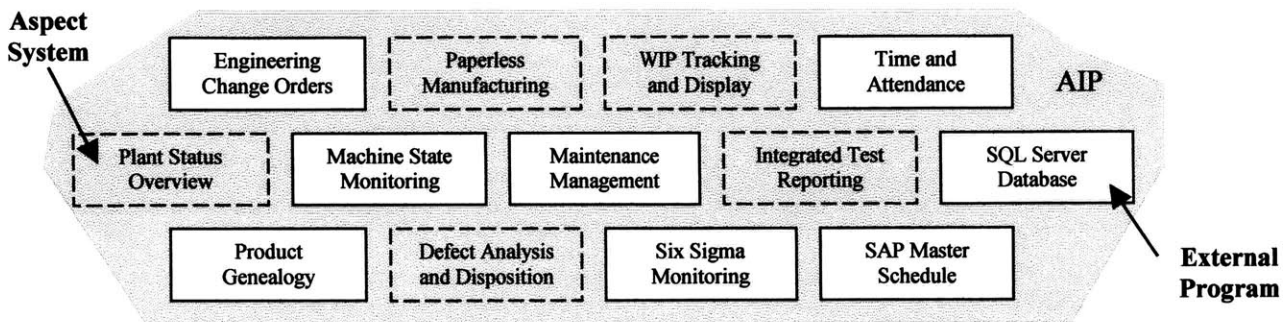 Aspect
System
Engineering
Change Orders
Paperless
Manufacturing
WIP Tracking
and Display
Time and
Attendance
AIP
Plant Status
Overview
Machine State
Monitoring
Maintenance
Management
Integrated Test
Reporting
SQL Server
Database
Product
Genealogy
Defect Analysis
and Disposition
Six Sigma
Monitoring
SAP Master
Schedule
External
Program